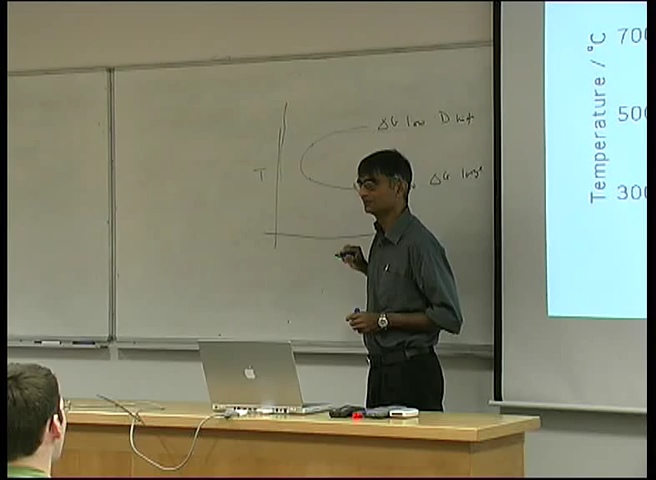 ΔG low D high
T
ΔG large
Temperature / °C
700
500
300